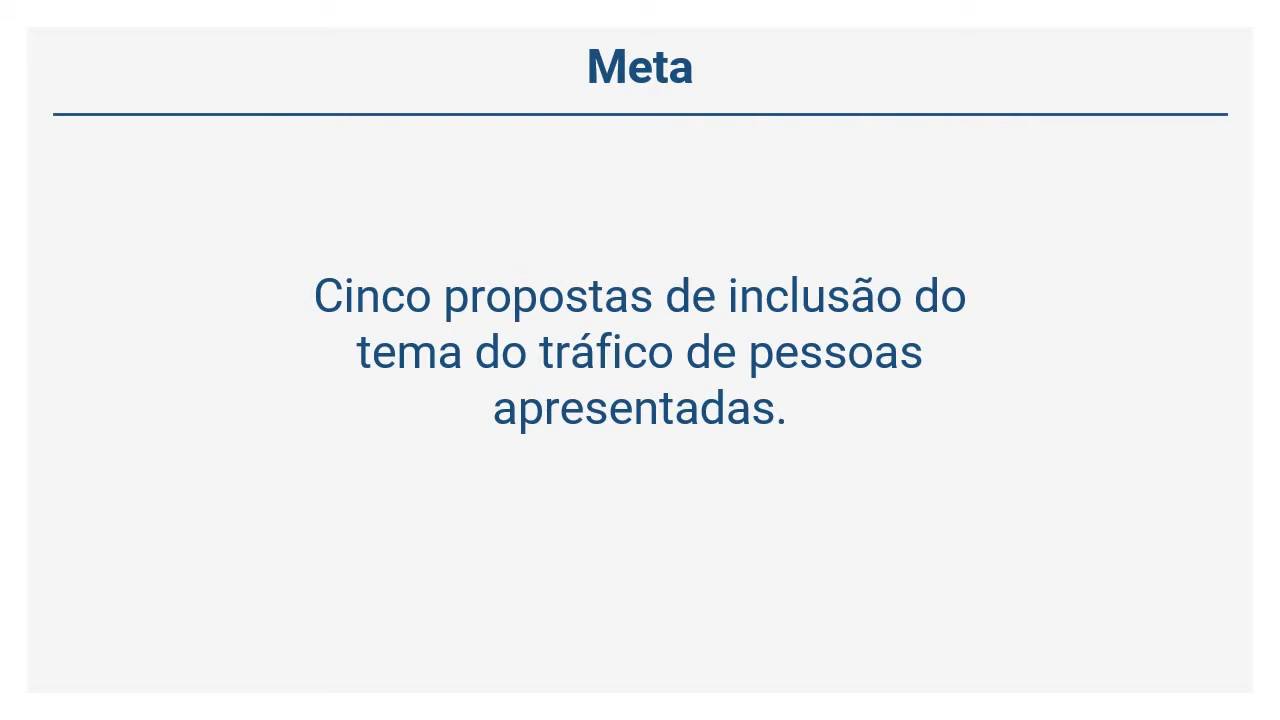 Meta
Cinco propostas de inclusão do
tema do tráfico de pessoas
apresentadas.